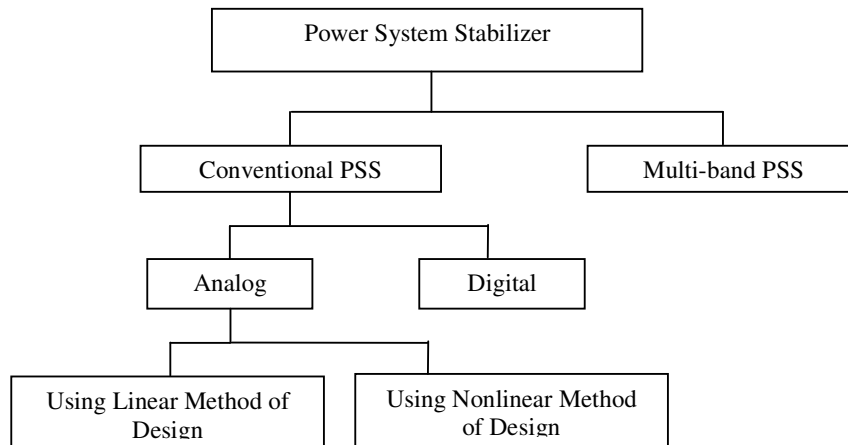 Power System Stabilizer
Conventional PSS
Multi-band PSS
Analog
Digital
Using Linear Method of
Design
Using Nonlinear Method
of Design